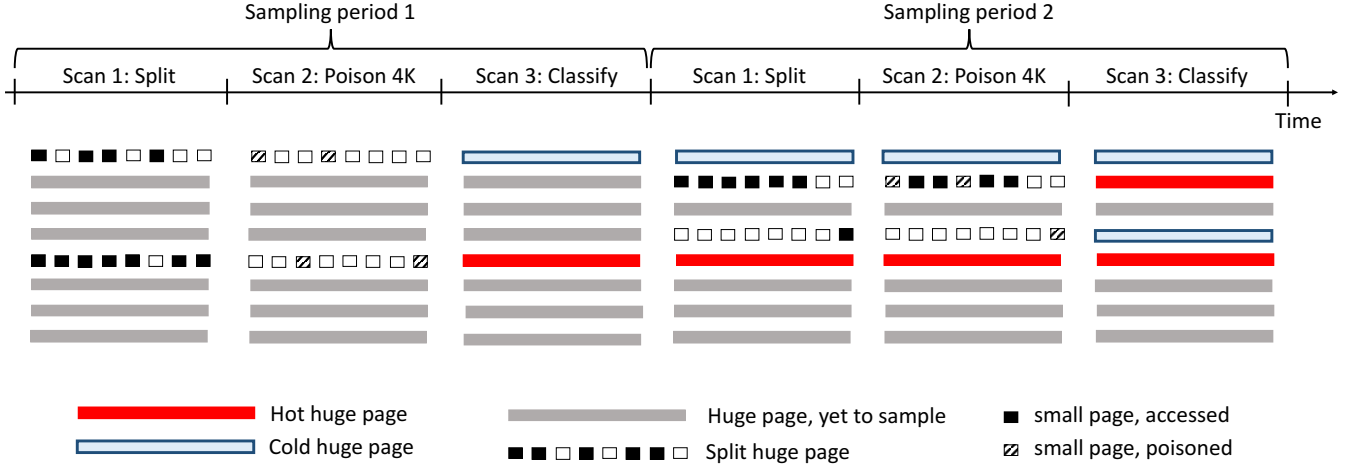 Sampling period 1
Sampling period 2
Scan 1: Split
Scan 2: Poison 4K
Scan 3: Classify
Scan 1: Split
Scan 2: Poison 4K
Scan 3: Classify
Time
Hot huge page
Huge page, yet to sample
small page, accessed
Cold huge page
Split huge page
small page, poisoned